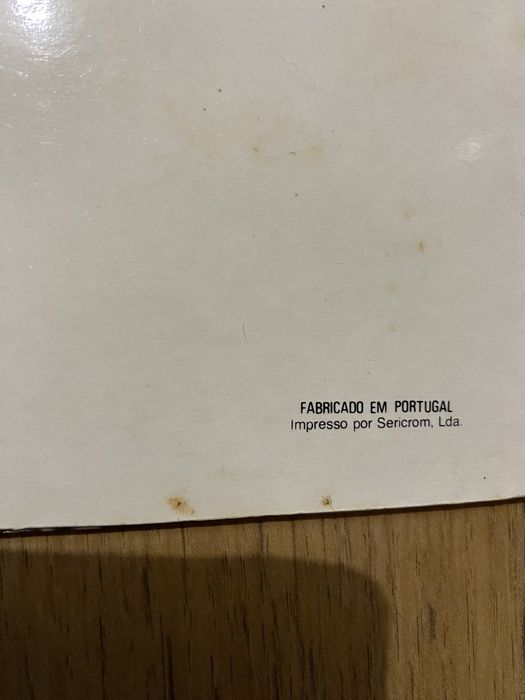 FABRICADO EM PORTUGAL
Impresso por Sericrom, Lda.